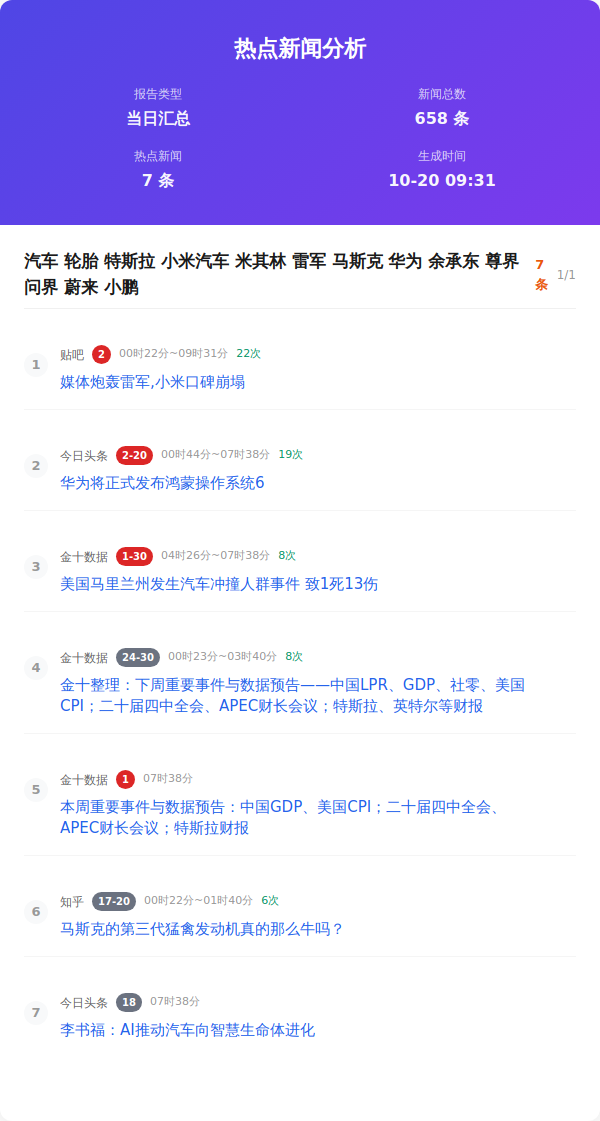 热点新闻分析
报告类型
新闻总数
当日汇总
658 条
热点新闻
生成时间
7 条
10-20 09:31
汽车 轮胎 特斯拉 小米汽车 米其林 雷军 马斯克 华为 余承东 尊界
问界 蔚来 小鹏
7
条
1/1
1
贴吧 2 00时22分~09时31分 22次
媒体炮轰雷军,小米口碑崩塌
2
今日头条 2-20 00时44分~07时38分 19次
华为将正式发布鸿蒙操作系统6
3
金十数据 1-30 04时26分~07时38分 8次
美国马里兰州发生汽车冲撞人群事件 致1死13伤
4
金十数据 24-30 00时23分~03时40分 8次
金十整理：下周重要事件与数据预告——中国LPR、GDP、社零、美国
CPI；二十届四中全会、APEC财长会议；特斯拉、英特尔等财报
5
金十数据 1 07时38分
本周重要事件与数据预告：中国GDP、美国CPI；二十届四中全会、
APEC财长会议；特斯拉财报
6
知乎 17-20 00时22分~01时40分 6次
马斯克的第三代猛禽发动机真的那么牛吗？
7
今日头条 18 07时38分
李书福：AI推动汽车向智慧生命体进化